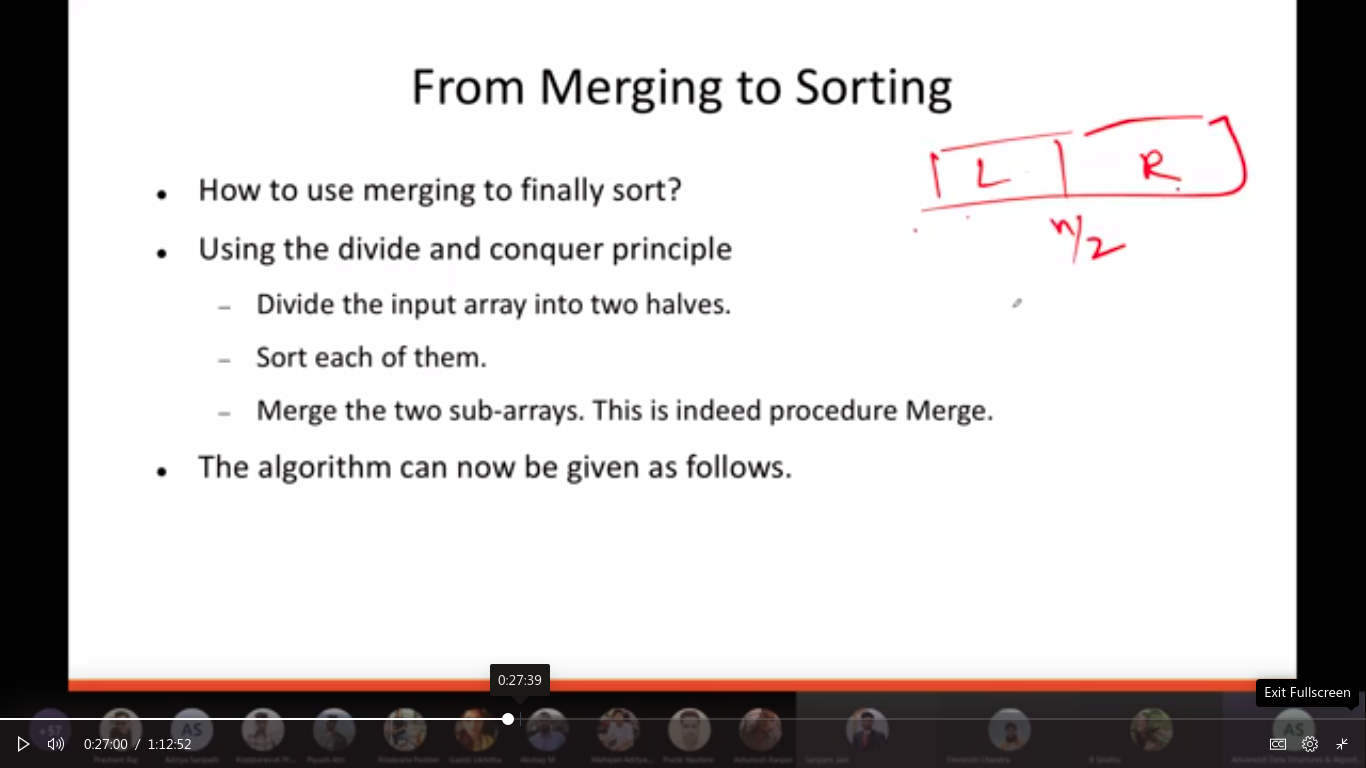 From Merging to Sorting
L R
n/2
• How to use merging to finally sort?
• Using the divide and conquer principle
– Divide the input array into two halves.
– Sort each of them.
– Merge the two sub-arrays. This is indeed procedure Merge.
• The algorithm can now be given as follows.
0:27:39
Exit Fullscreen
+57
AS
AS
0:27:00 / 1:12:52
CC